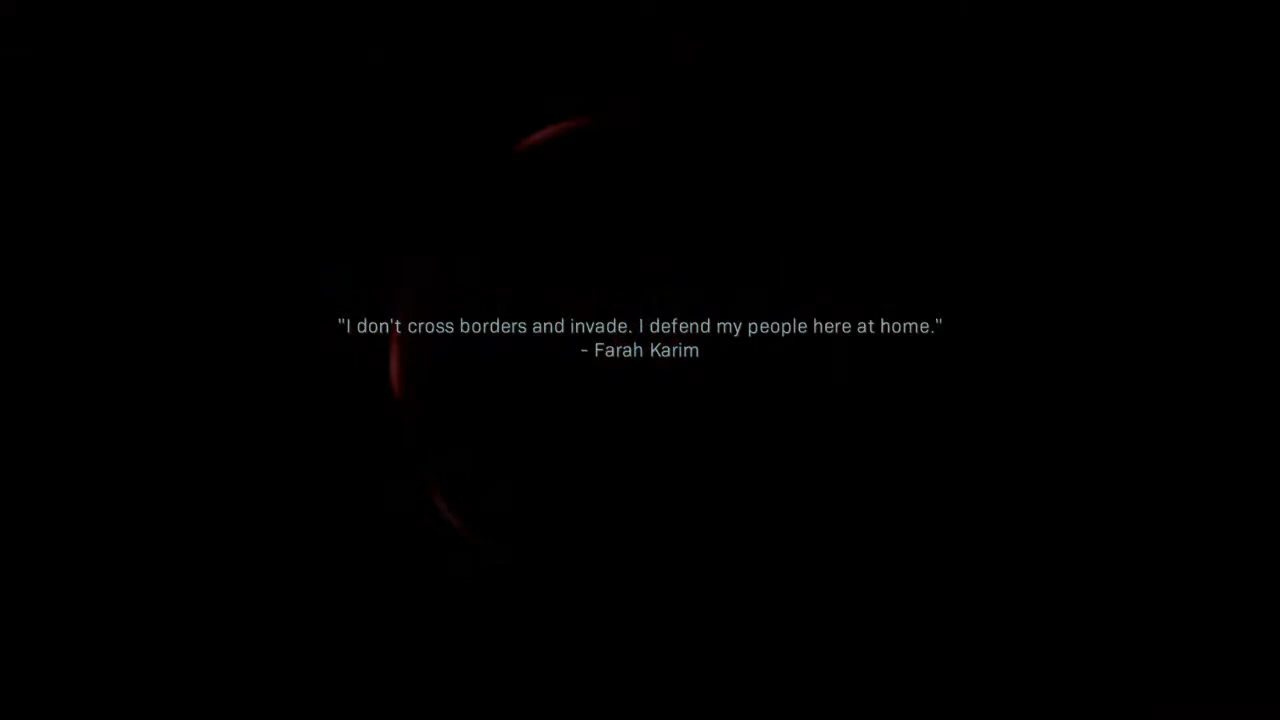 "I don't cross borders and invade. I defend my people here at home."
- Farah Karim